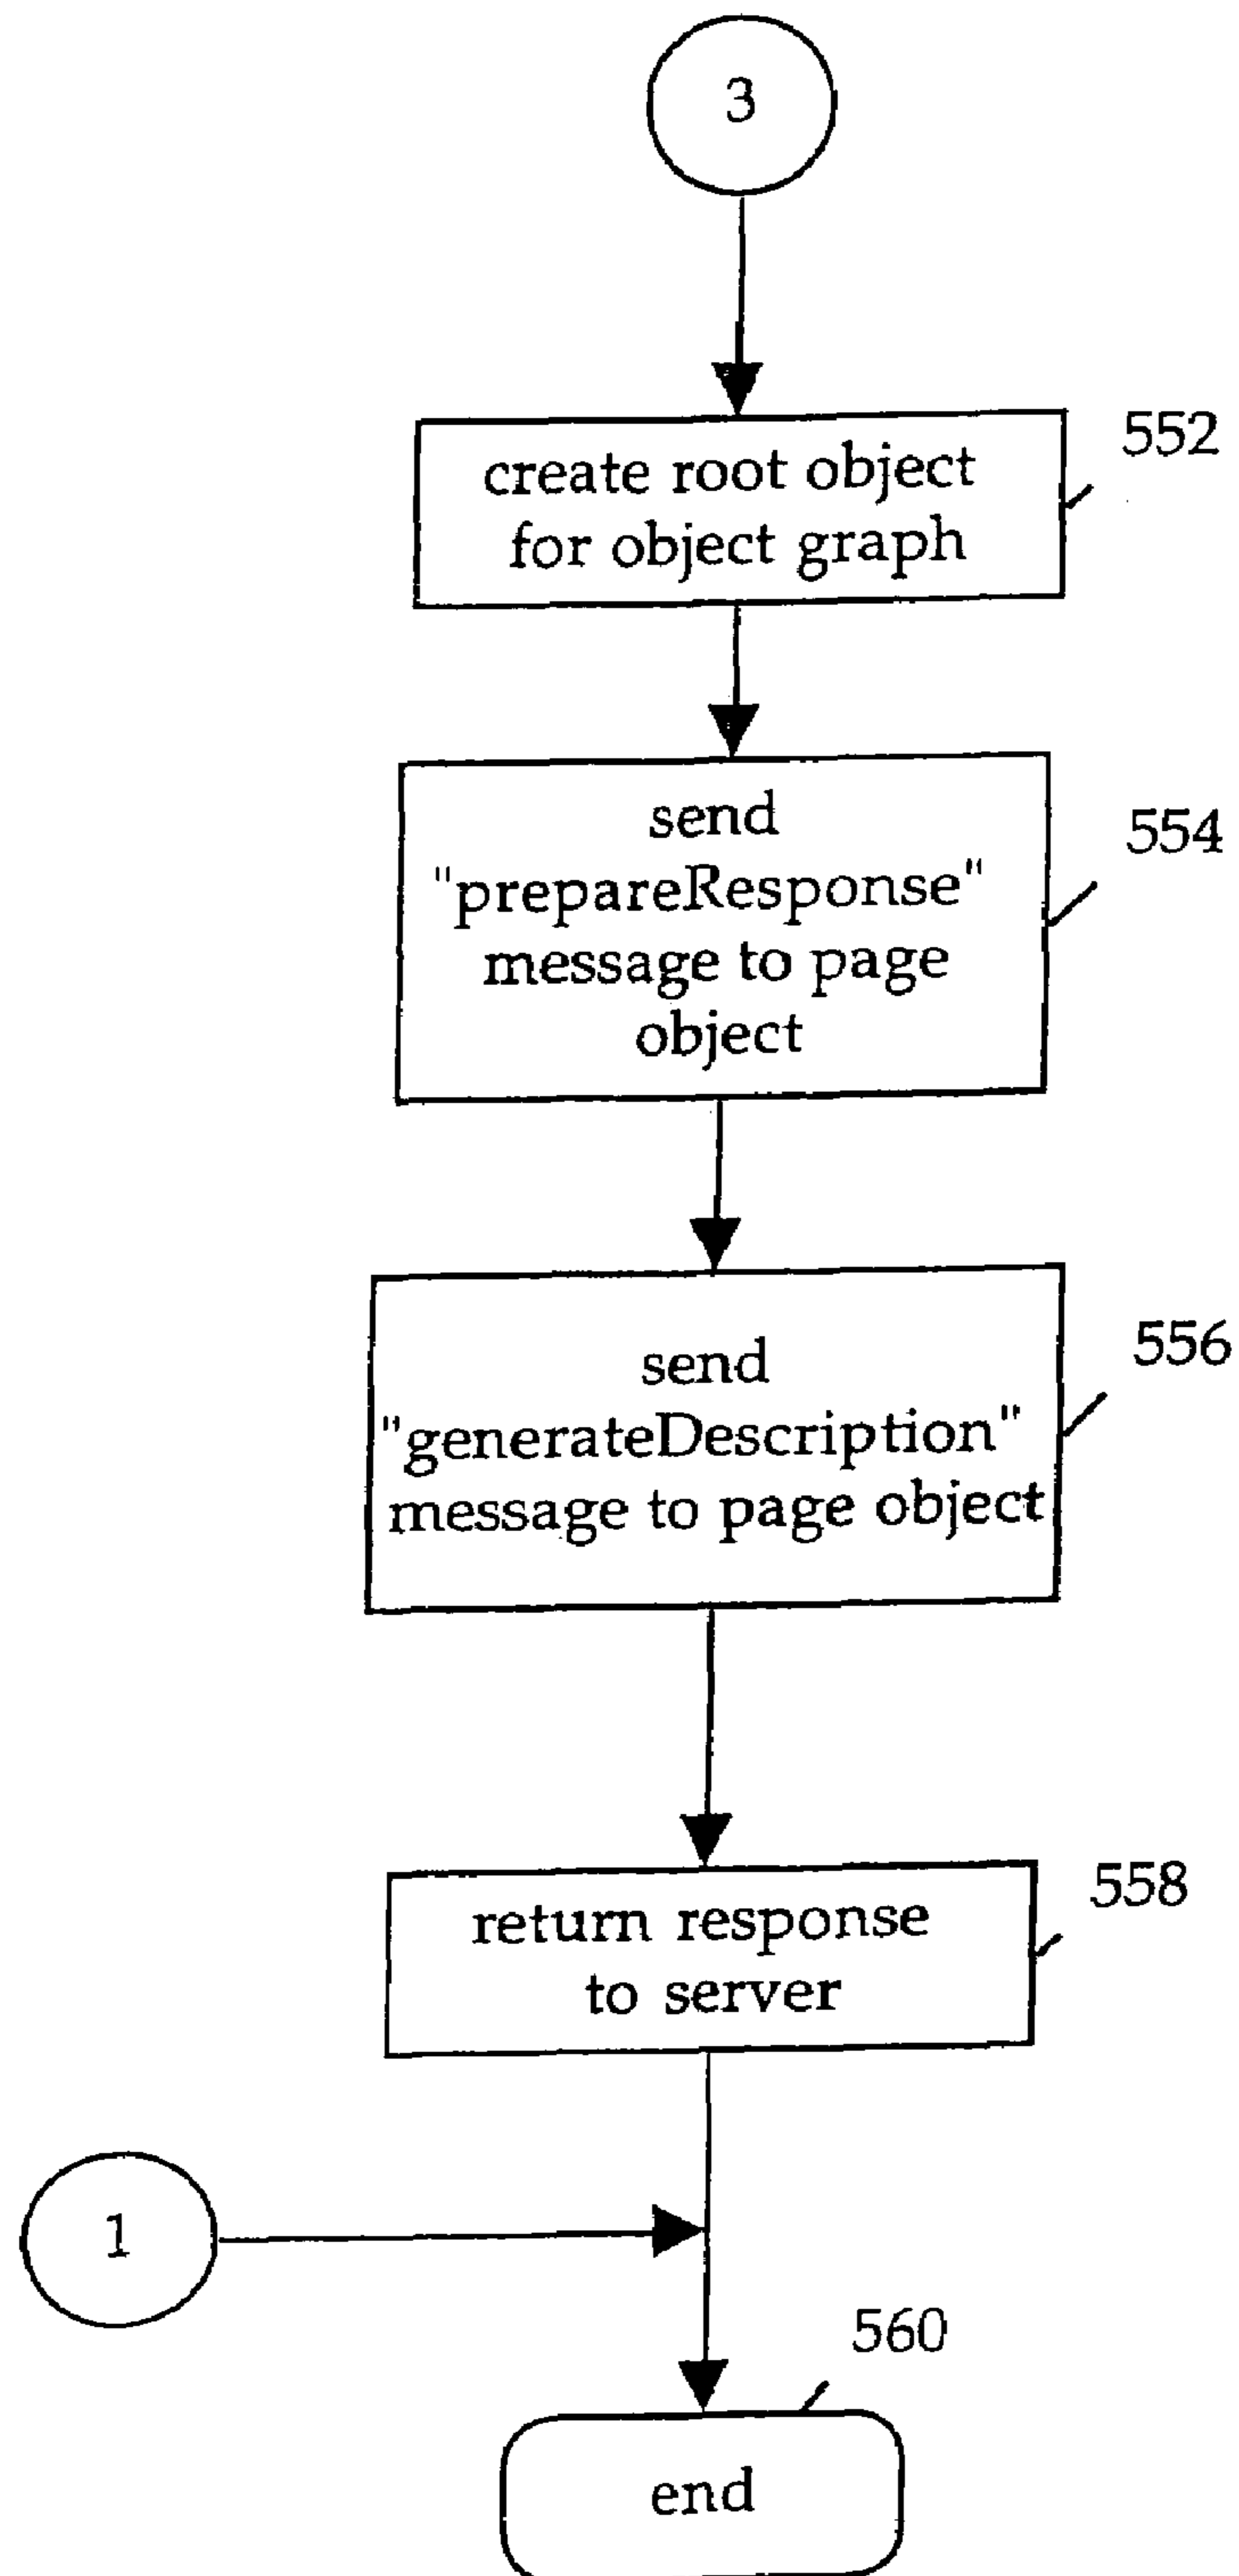 3
552
create root object
for object graph
554
send
"prepareResponse"
message to page
object
556
send
"generateDescription"
message to page object
558
return response
to server
1
560
end